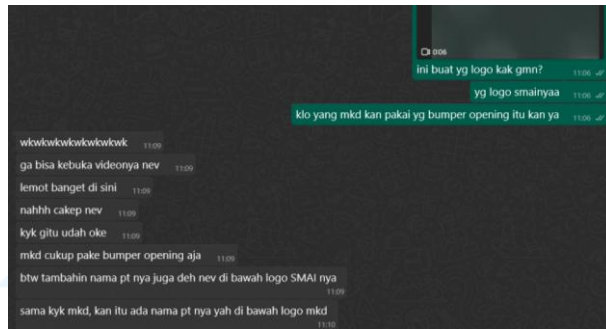 0:06
ini buat yg logo kak gmn?
11:06
yg logo smainyaa
11:06
klo yang mkd kan pakai yg bumper opening itu kan ya
11:06
wkwkwkwkwkwkwkwk
11:09
ga bisa kebuka videonya nev
11:09
lemot banget di sini
11:09
nahhh cakep nev
11:09
kyk gitu udah oke
11:09
mkd cukup pake bumper opening aja
11:09
btw tambahin nama pt nya juga deh nev di bawah logo SMAI nya
11:09
sama kyk mkd, kan itu ada nama pt nya yah di bawah logo mkd
11:10